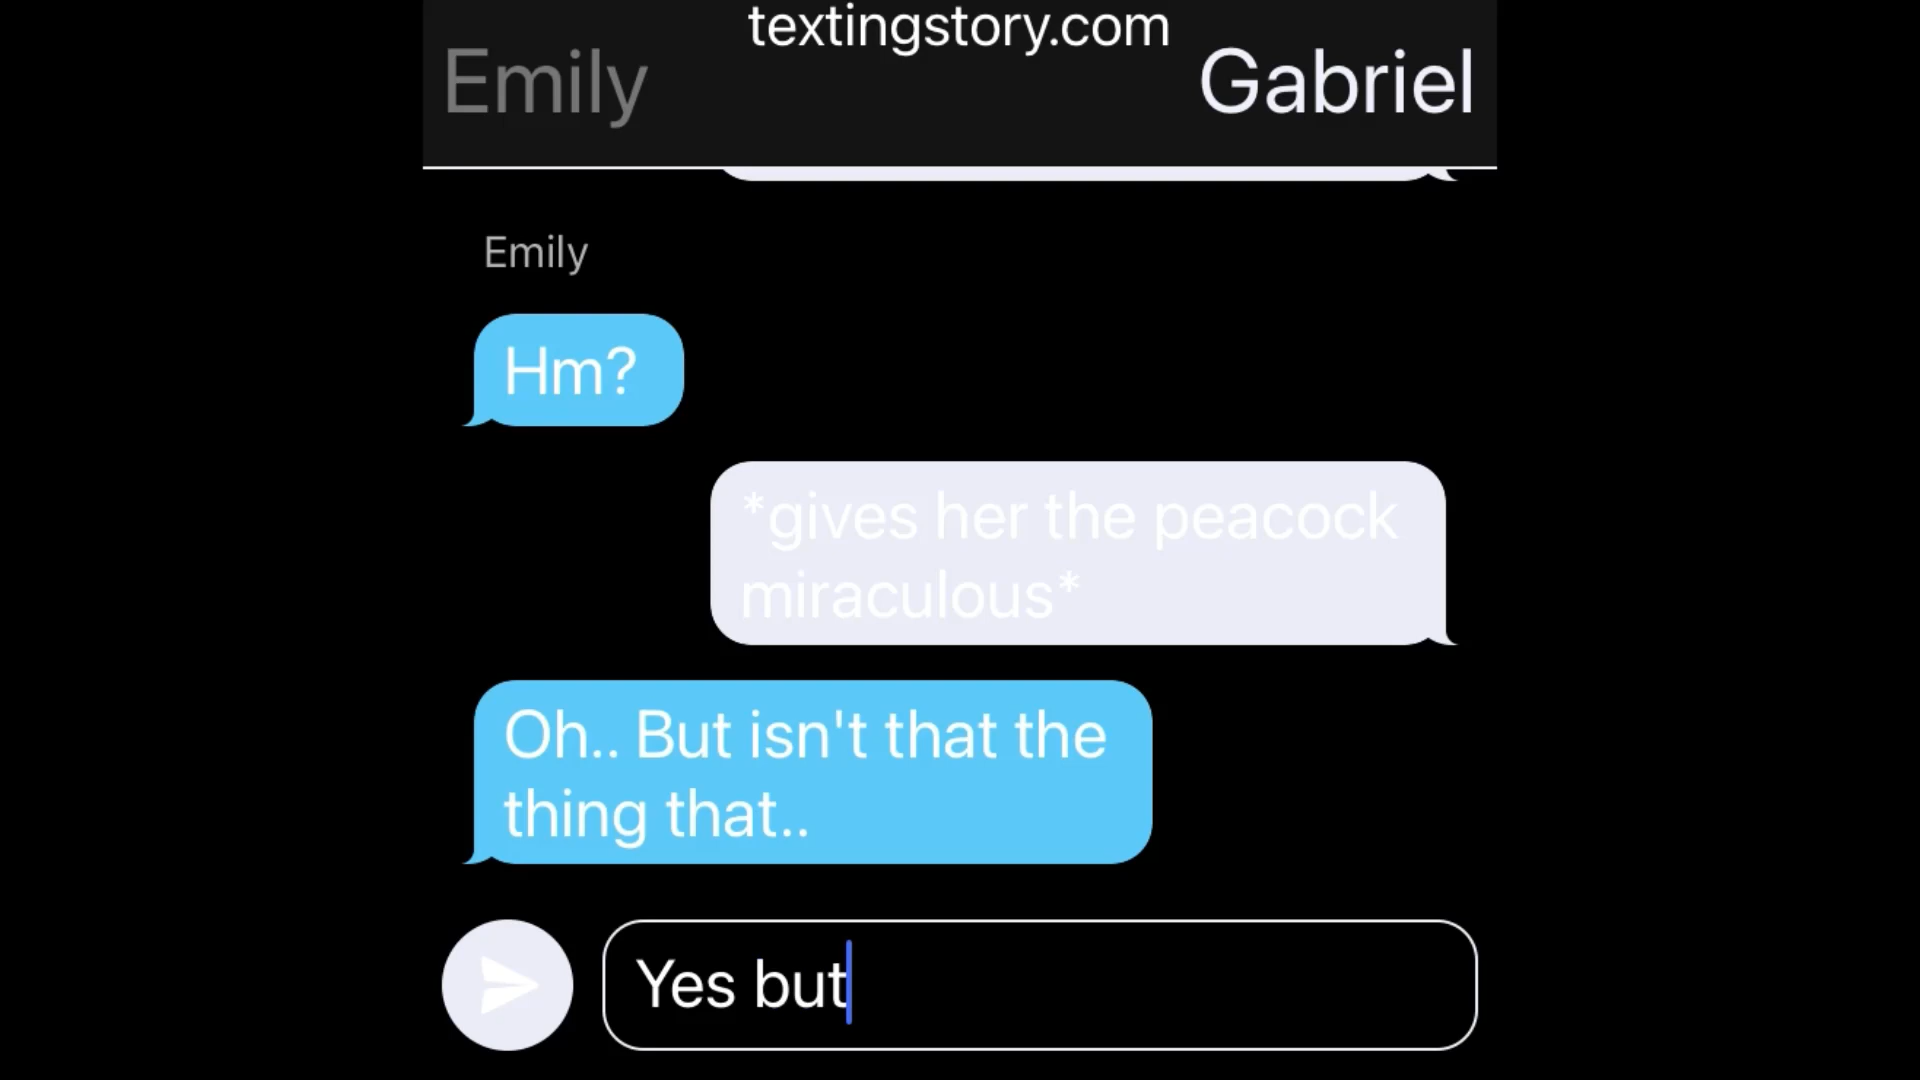 textingstory.com
Emily
Gabriel
Emily
Hm?
*gives her the peacock
miraculous*
Oh.. But isn't that the
thing that..
Yes but